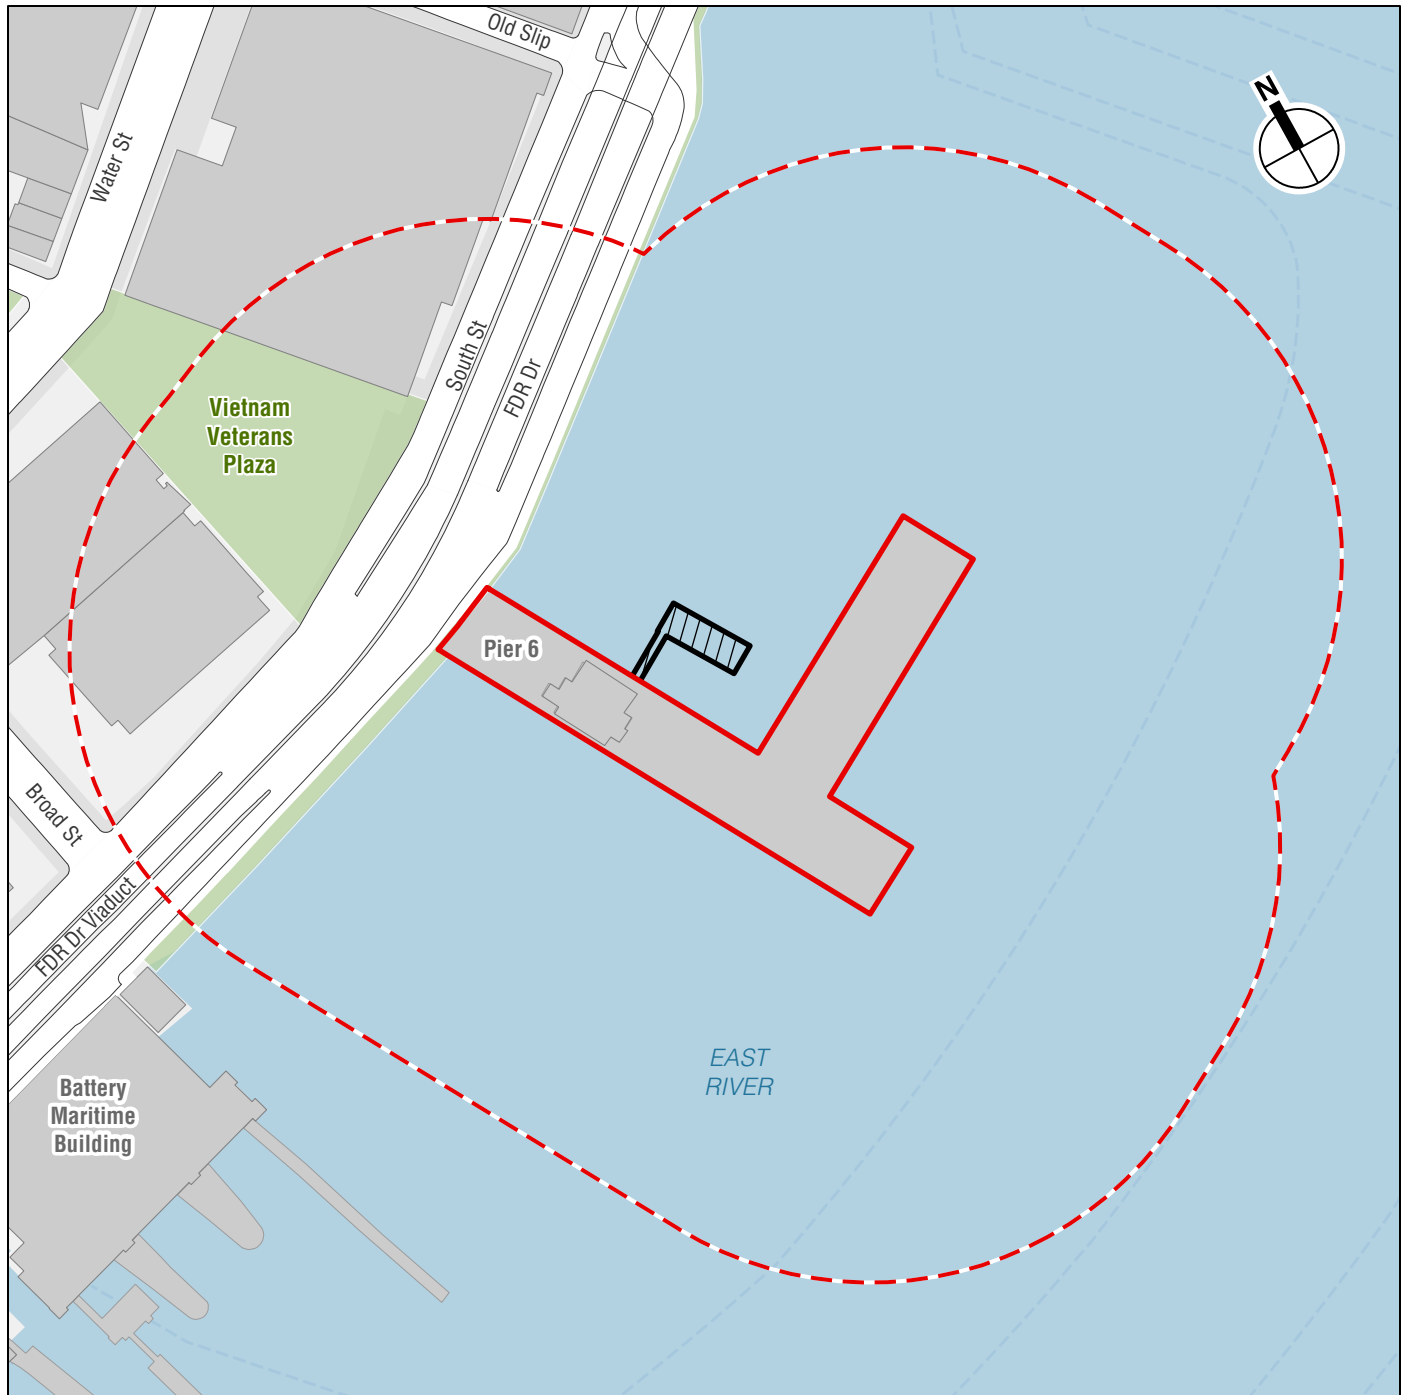 Old Slip
N
Water St
South St
FDR Dr
Vietnam
Veterans
Plaza
Pier 6
Broad St
FDR Dr Viaduct
EAST
RIVER
Battery
Maritime
Building